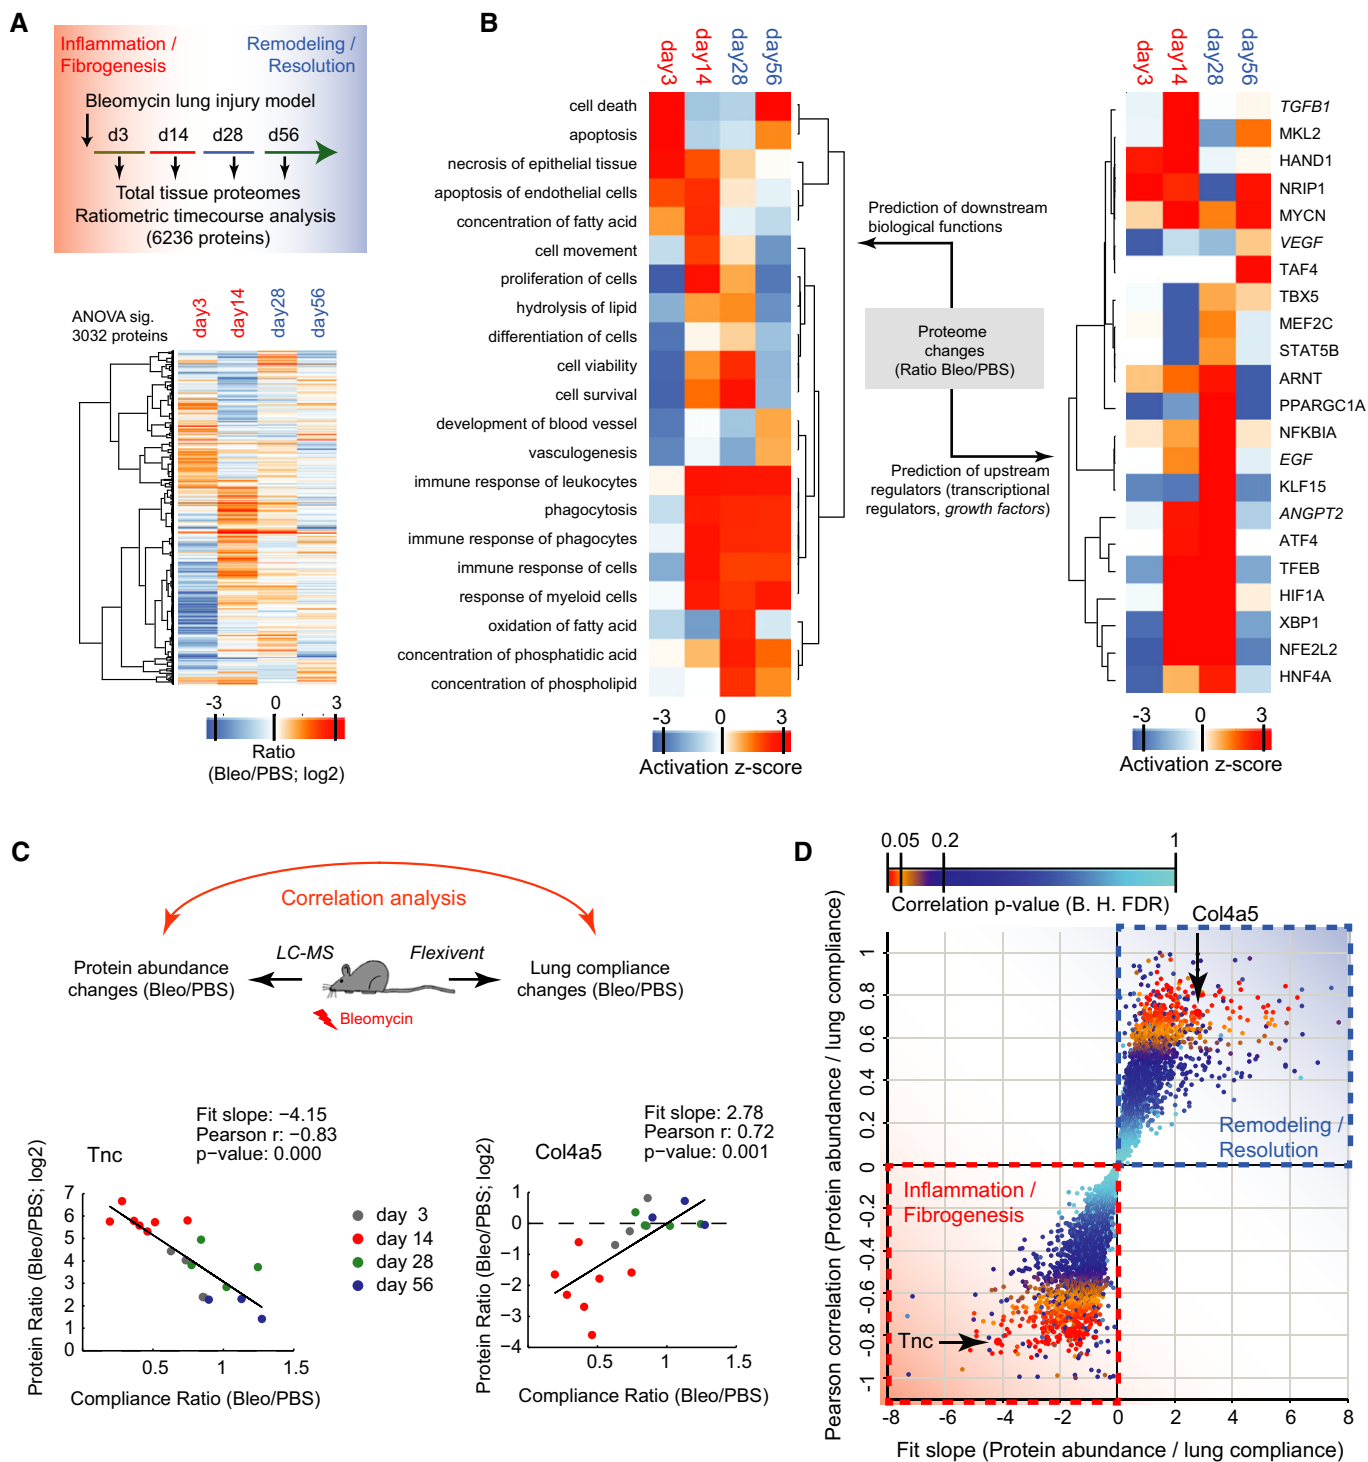 A
Inflammation /
Fibrogenesis
Remodeling /
Resolution
Bleomycin lung injury model
d3 d14 d28 d56
Total tissue proteomes
Ratiometric timecourse analysis
(6236 proteins)
ANOVA sig.
3032 proteins
day3 day14 day28 day56
-3 0 3
Ratio
(Bleo/PBS; log2)
B
day3 day14 day28 day56
cell death
apoptosis
necrosis of epithelial tissue
apoptosis of endothelial cells
concentration of fatty acid
cell movement
proliferation of cells
hydrolysis of lipid
differentiation of cells
cell viability
cell survival
development of blood vessel
vasculogenesis
immune response of leukocytes
phagocytosis
immune response of phagocytes
immune response of cells
response of myeloid cells
oxidation of fatty acid
concentration of phosphatidic acid
concentration of phospholipid
-3 0 3
Activation z-score
Prediction of downstream
biological functions
Proteome
changes
(Ratio Bleo/PBS)
Prediction of upstream
regulators (transcriptional
regulators, growth factors)
day3 day14 day28 day56
TGFB1
MKL2
HAND1
NRIP1
MYCN
VEGF
TAF4
TBX5
MEF2C
STAT5B
ARNT
PPARGC1A
NFKBIA
EGF
KLF15
ANGPT2
ATF4
TFEB
HIF1A
XBP1
NFE2L2
HNF4A
-3 0 3
Activation z-score
C
Correlation analysis
LC-MS
Flexivent
Protein abundance
changes (Bleo/PBS)
Lung compliance
changes (Bleo/PBS)
Bleomycin
Fit slope: −4.15
Pearson r: −0.83
p-value: 0.000
Tnc
Protein Ratio (Bleo/PBS; log2)
7
6
5
4
3
2
1
0
0.5 1 1.5
Compliance Ratio (Bleo/PBS)
day 3
day 14
day 28
day 56
Fit slope: 2.78
Pearson r: 0.72
p-value: 0.001
Col4a5
Protein Ratio (Bleo/PBS; log2)
1
0
−1
−2
−3
−4
0.5 1 1.5
Compliance Ratio (Bleo/PBS)
D
0.05 0.2 1
Correlation p-value (B. H. FDR)
Col4a5
Pearson correlation (Protein abundance / lung compliance)
1
0.8
0.6
0.4
0.2
0
-0.2
-0.4
-0.6
-0.8
-1
Remodeling /
Resolution
Inflammation /
Fibrogenesis
Tnc
-8 -6 -4 -2 0 2 4 6 8
Fit slope (Protein abundance / lung compliance)